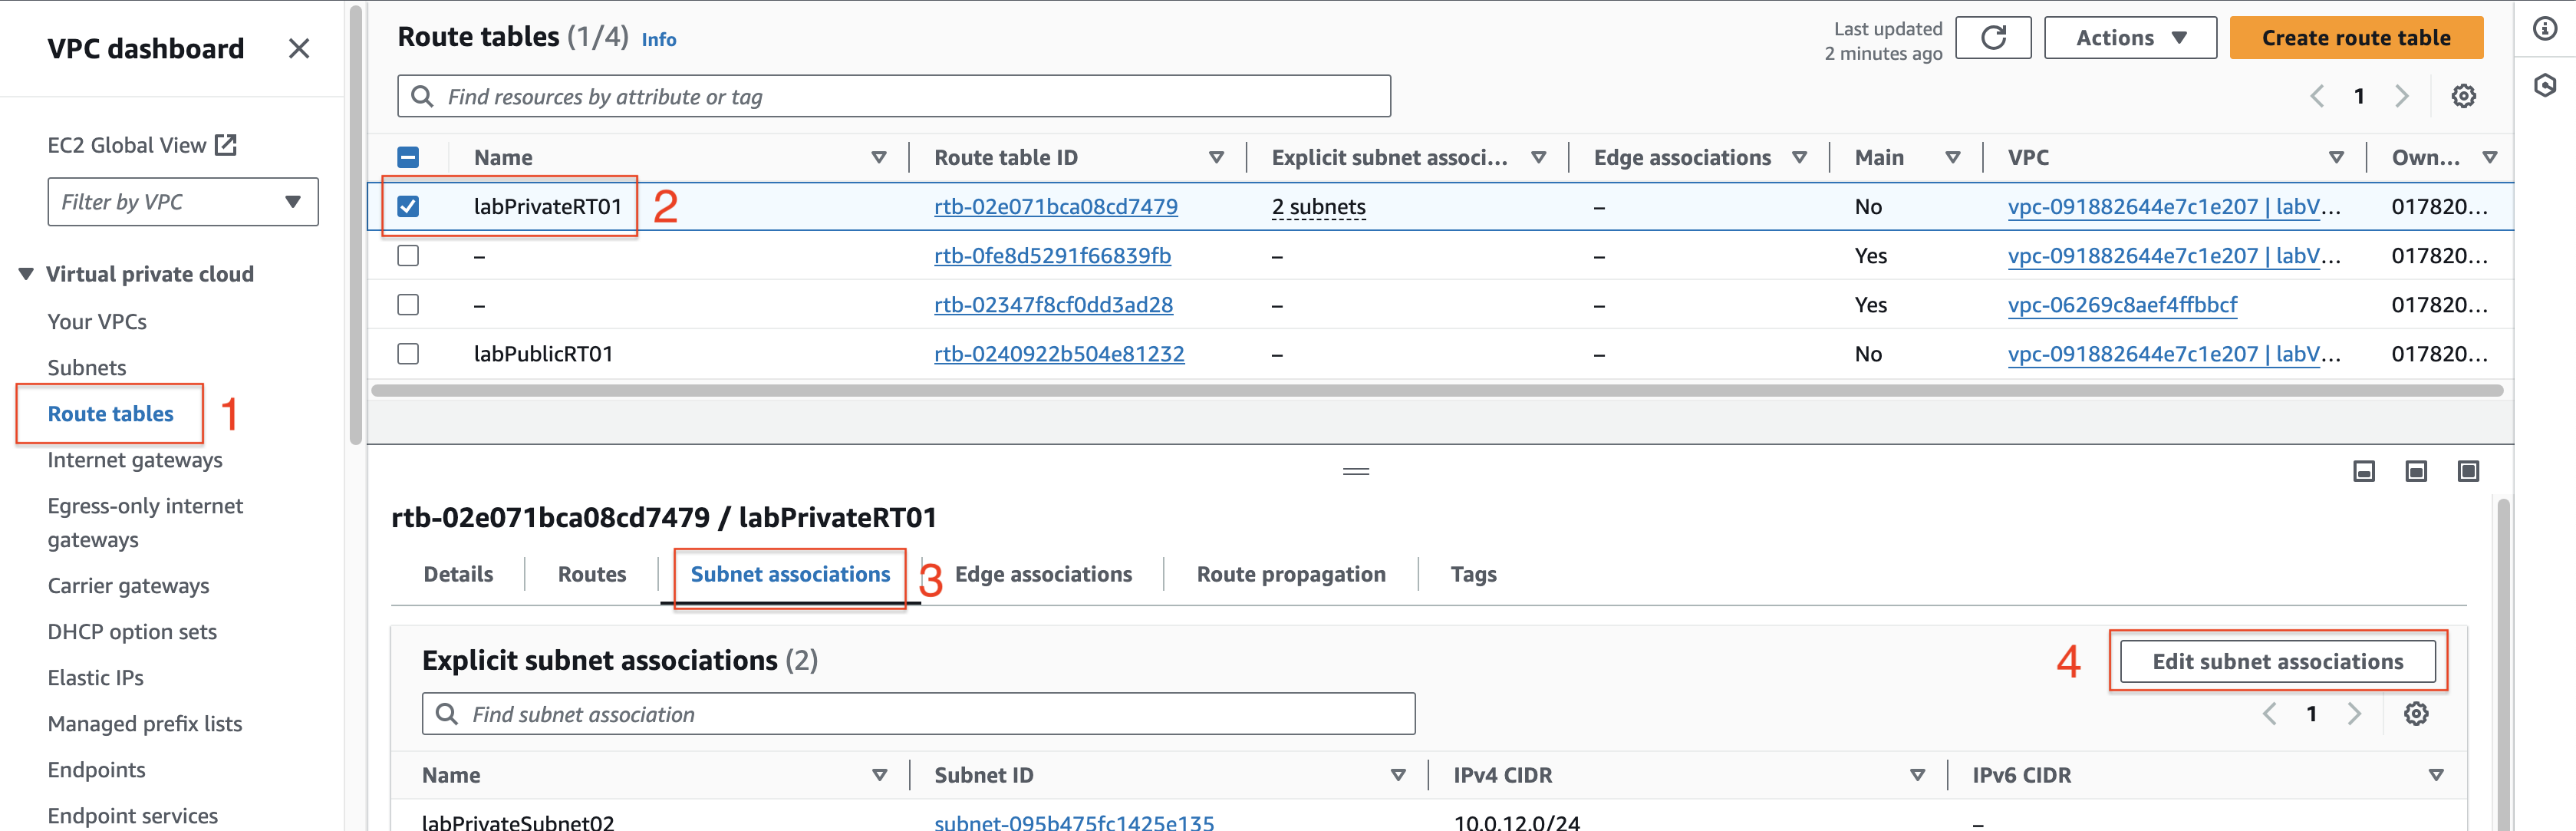 VPC dashboard
EC2 Global View
Filter by VPC
Virtual private cloud
Your VPCs
Subnets
Route tables 1
Internet gateways
Egress-only internet
gateways
Carrier gateways
DHCP option sets
Elastic IPs
Managed prefix lists
Endpoints
Endpoint services
Route tables (1/4) Info
Last updated
2 minutes ago
Actions
Create route table
Find resources by attribute or tag
1
Name Route table ID Explicit subnet associ... Edge associations Main VPC Own...
labPrivateRT01 2 rtb-02e071bca08cd7479 2 subnets – No vpc-091882644e7c1e207 | labV... 017820...
– rtb-0fe8d5291f66839fb – – Yes vpc-091882644e7c1e207 | labV... 017820...
– rtb-02347f8cf0dd3ad28 – – Yes vpc-06269c8aef4ffbbcf 017820...
labPublicRT01 rtb-0240922b504e81232 – – No vpc-091882644e7c1e207 | labV... 017820...
rtb-02e071bca08cd7479 / labPrivateRT01
Details Routes Subnet associations 3 Edge associations Route propagation Tags
Explicit subnet associations (2)
4 Edit subnet associations
Find subnet association
1
Name Subnet ID IPv4 CIDR IPv6 CIDR
labPrivateSubnet02 subnet-095b475fc1425e135 10.0.12.0/24 –